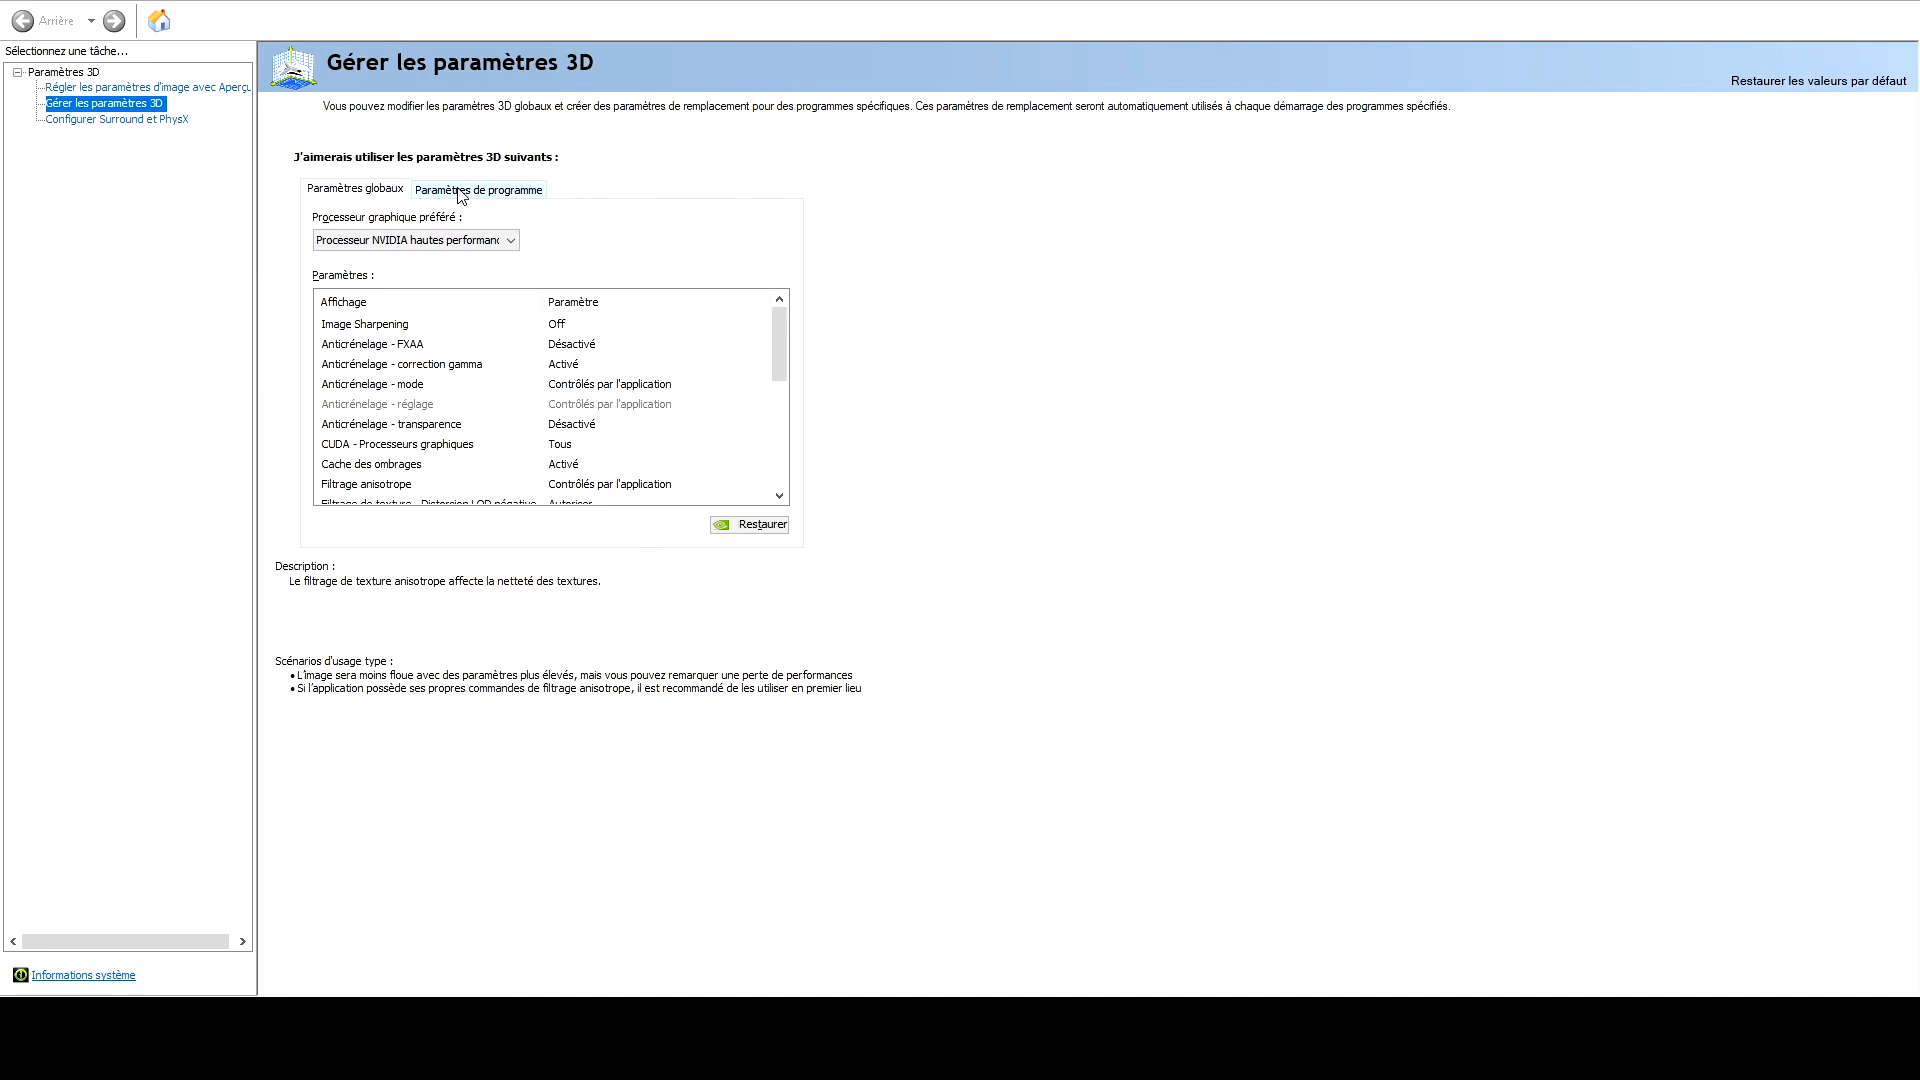 Arrière
Sélectionnez une tâche...
Paramètres 3D
Régler les paramètres d'image avec Aperçu
Gérer les paramètres 3D
Configurer Surround et PhysX
Informations système
Gérer les paramètres 3D
Restaurer les valeurs par défaut
Vous pouvez modifier les paramètres 3D globaux et créer des paramètres de remplacement pour des programmes spécifiques. Ces paramètres de remplacement seront automatiquement utilisés à chaque démarrage des programmes spécifiés.
J'aimerais utiliser les paramètres 3D suivants :
Paramètres globaux Paramètres de programme
Processeur graphique préféré :
Processeur NVIDIA hautes performanc
Paramètres :
Affichage Paramètre
Image Sharpening Off
Anticrénelage - FXAA Désactivé
Anticrénelage - correction gamma Activé
Anticrénelage - mode Contrôlés par l'application
Anticrénelage - réglage Contrôlés par l'application
Anticrénelage - transparence Désactivé
CUDA - Processeurs graphiques Tous
Cache des ombrages Activé
Filtrage anisotrope Contrôlés par l'application
Filtrage de texture - Distorsion LOD négative Autoriser
Restaurer
Description :
Le filtrage de texture anisotrope affecte la netteté des textures.
Scénarios d'usage type :
• L'image sera moins floue avec des paramètres plus élevés, mais vous pouvez remarquer une perte de performances
• Si l'application possède ses propres commandes de filtrage anisotrope, il est recommandé de les utiliser en premier lieu